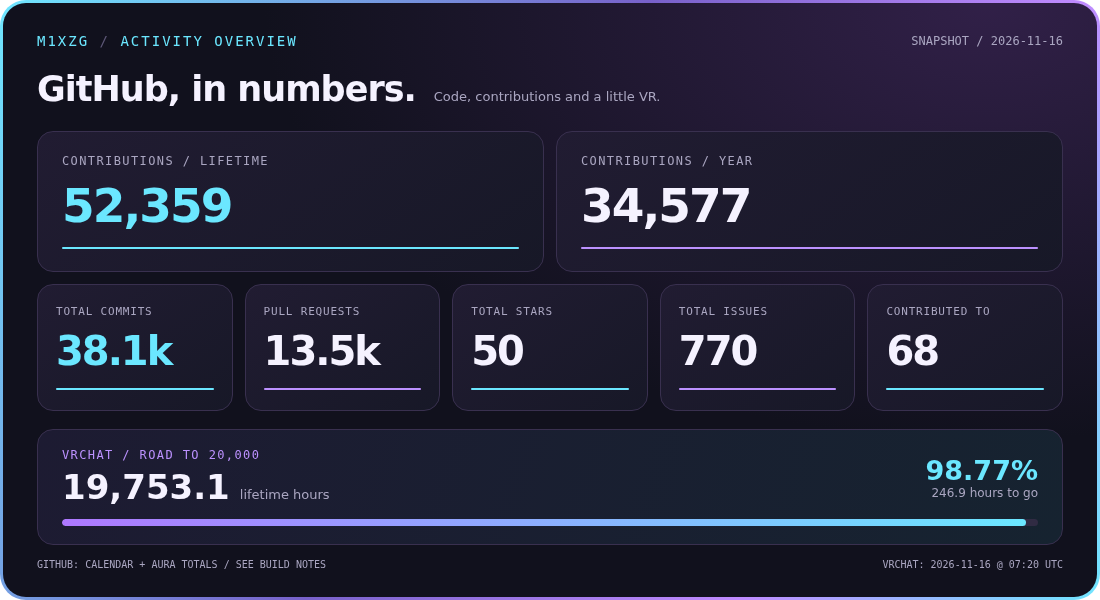 M1XZG / ACTIVITY OVERVIEW
SNAPSHOT / 2026-11-16
GitHub, in numbers.
Code, contributions and a little VR.
CONTRIBUTIONS / LIFETIME
52,359
CONTRIBUTIONS / YEAR
34,577
TOTAL COMMITS
38.1k
PULL REQUESTS
13.5k
TOTAL STARS
50
TOTAL ISSUES
770
CONTRIBUTED TO
68
VRCHAT / ROAD TO 20,000
19,753.1 lifetime hours
98.77%
246.9 hours to go
GITHUB: CALENDAR + AURA TOTALS / SEE BUILD NOTES
VRCHAT: 2026-11-16 @ 07:20 UTC